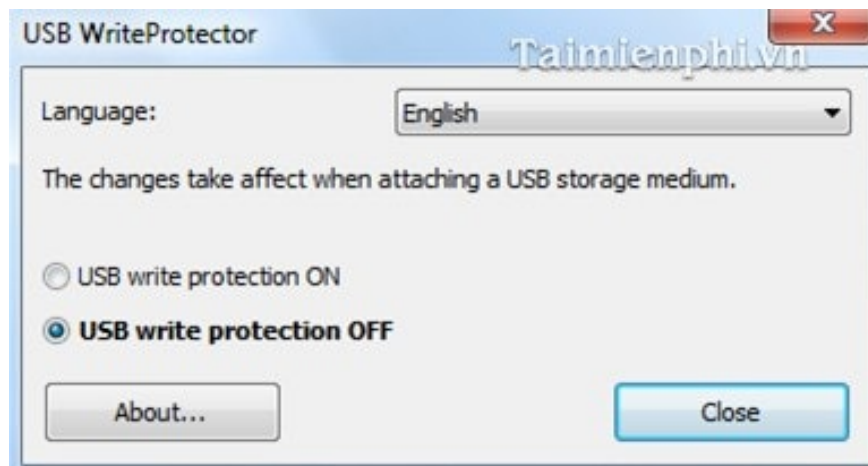 USB WriteProtector
Taimienphi.vn
Language: English
The changes take affect when attaching a USB storage medium.
USB write protection ON
USB write protection OFF
About... Close